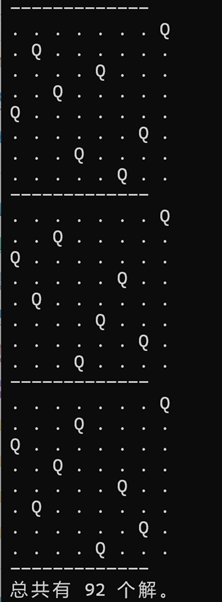 -------------
. . . . . . . Q
. Q . . . . . .
. . . . Q . . .
. . Q . . . . .
Q . . . . . . .
. . . . . . Q .
. . . Q . . . .
. . . . . Q . .
-------------
. . . . . . . Q
. . Q . . . . .
Q . . . . . . .
. . . . . Q . .
. Q . . . . . .
. . . . Q . . .
. . . . . . Q .
. . . Q . . . .
-------------
. . . . . . . Q
. . . Q . . . .
Q . . . . . . .
. . Q . . . . .
. . . . . Q . .
. Q . . . . . .
. . . . . . Q .
. . . . Q . . .
-------------
总共有 92 个解。